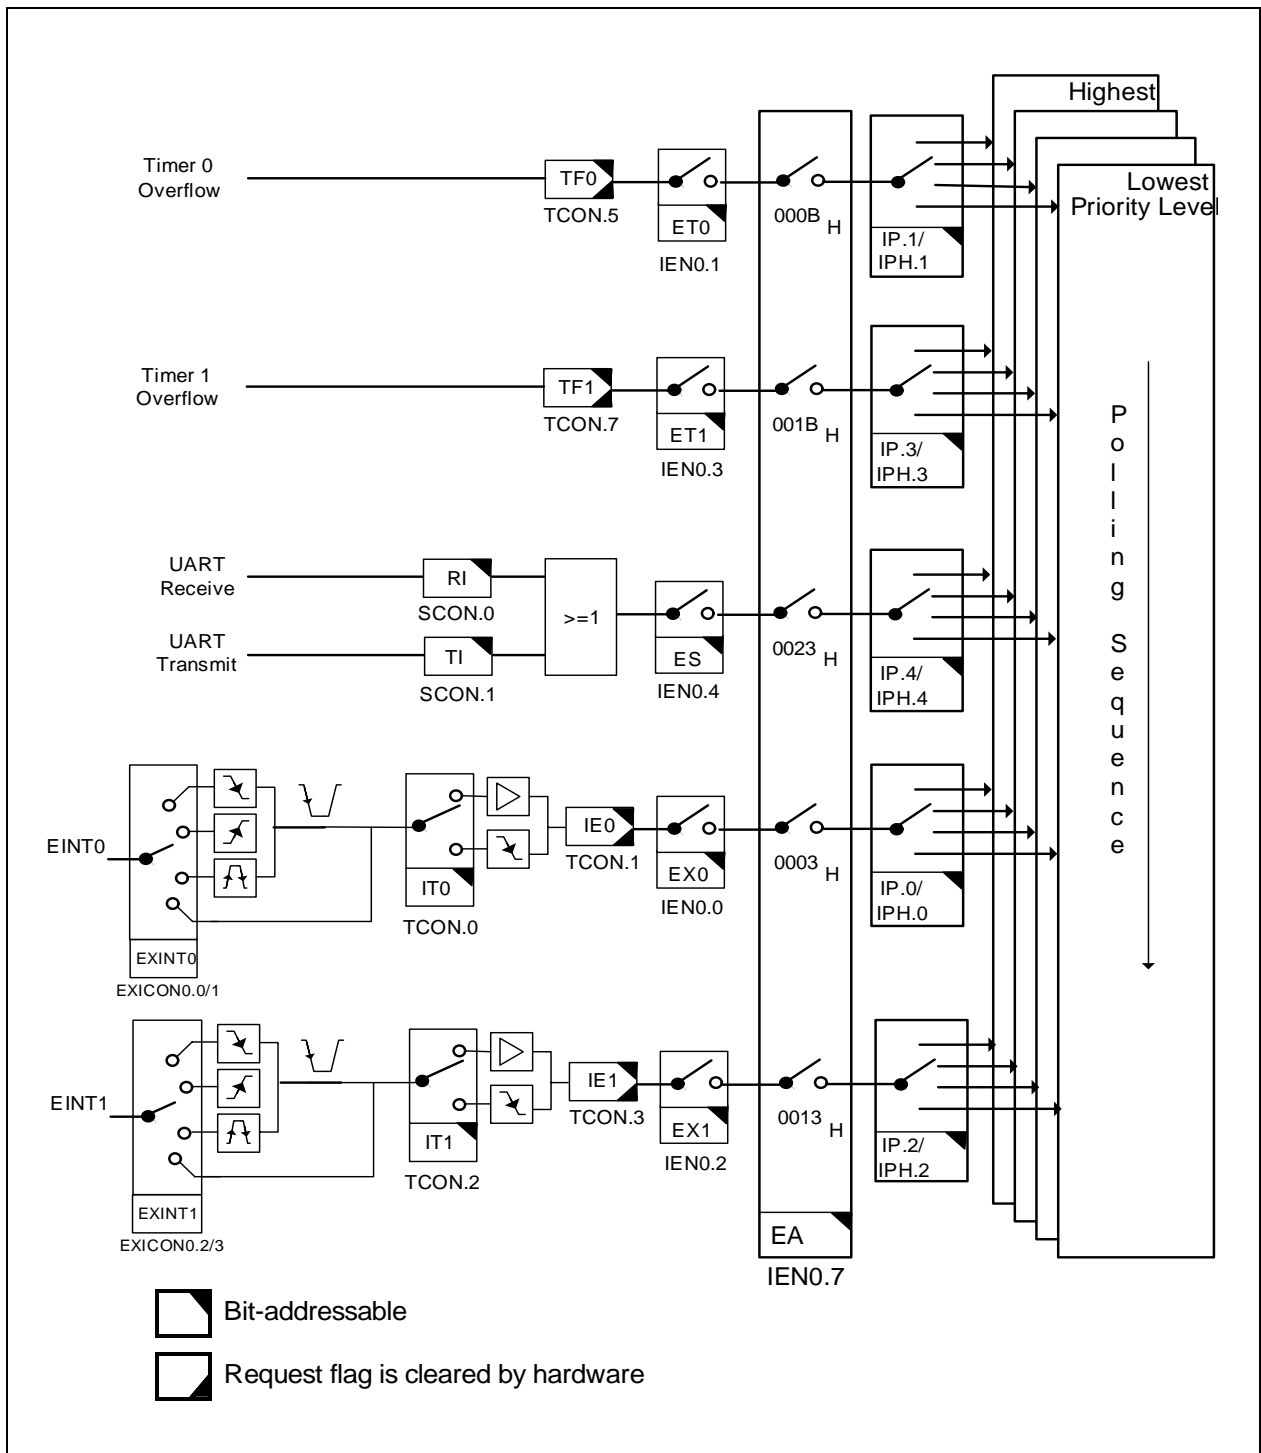 Highest
Lowest
Priority Level
Timer 0
Overflow
TF0
TCON.5
ET0
IEN0.1
000B H
IP.1/
IPH.1
Timer 1
Overflow
TF1
TCON.7
ET1
IEN0.3
001B H
IP.3/
IPH.3
Polling Sequence
UART
Receive
RI
SCON.0
UART
Transmit
TI
SCON.1
>=1
ES
IEN0.4
0023 H
IP.4/
IPH.4
EINT0
EXINT0
EXICON0.0/1
IT0
TCON.0
IE0
TCON.1
EX0
IEN0.0
0003 H
IP.0/
IPH.0
EINT1
EXINT1
EXICON0.2/3
IT1
TCON.2
IE1
TCON.3
EX1
IEN0.2
0013 H
IP.2/
IPH.2
EA
IEN0.7
Bit-addressable
Request flag is cleared by hardware